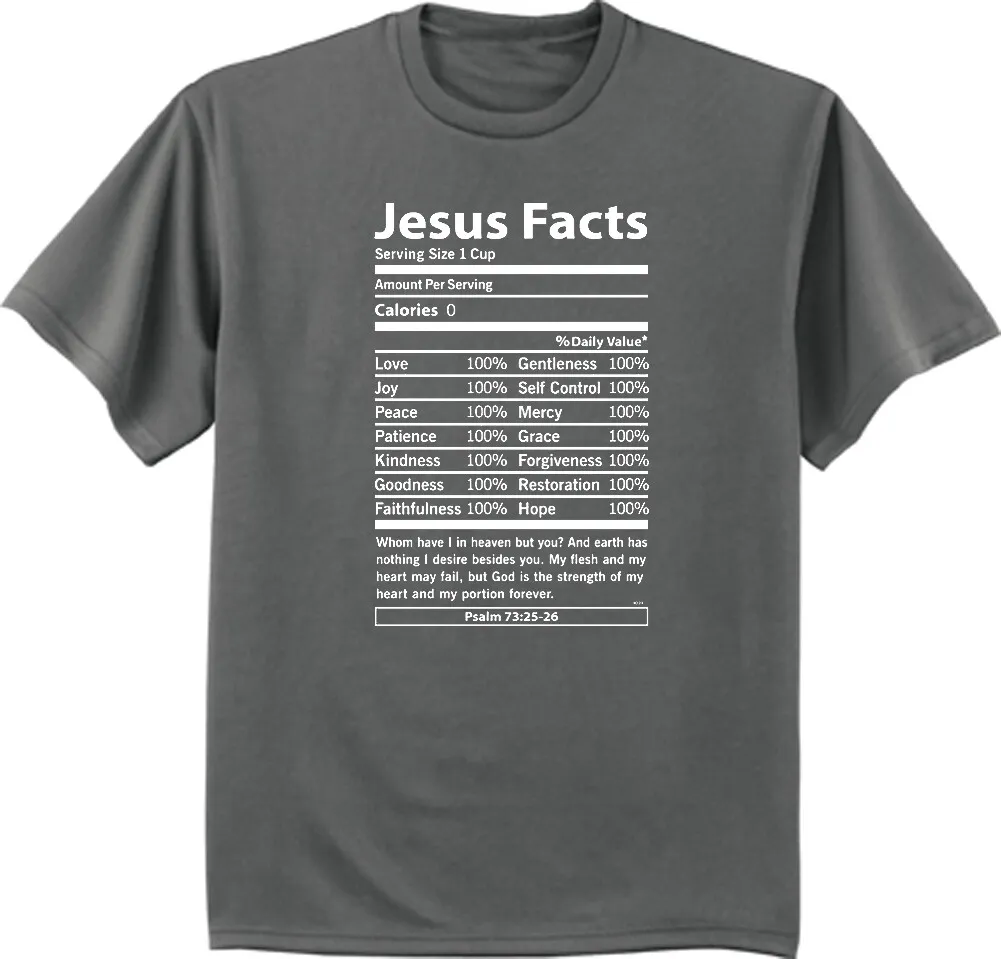 Jesus Facts
Serving Size 1 Cup
Amount Per Serving
Calories 0
%Daily Value*
Love 100% Gentleness 100%
Joy 100% Self Control 100%
Peace 100% Mercy 100%
Patience 100% Grace 100%
Kindness 100% Forgiveness 100%
Goodness 100% Restoration 100%
Faithfulness 100% Hope 100%
Whom have I in heaven but you? And earth has
nothing I desire besides you. My flesh and my
heart may fail, but God is the strength of my
heart and my portion forever.
Psalm 73:25-26